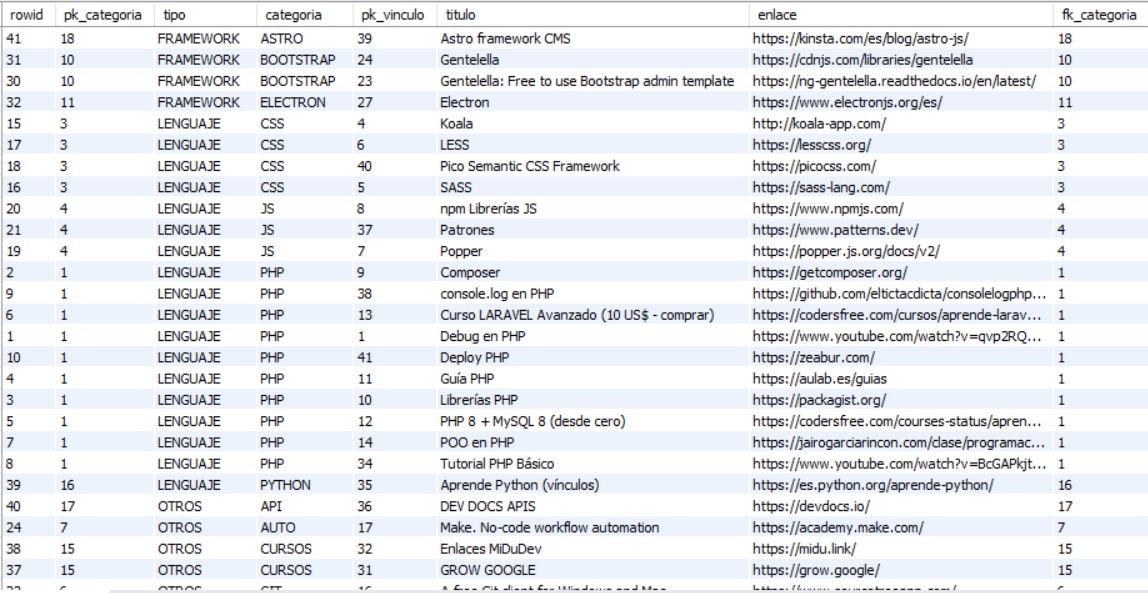 rowid pk_categoria tipo categoria pk_vinculo titulo enlace fk_categoria
41 18 FRAMEWORK ASTRO 39 Astro framework CMS https://kinsta.com/es/blog/astro-js/ 18
31 10 FRAMEWORK BOOTSTRAP 24 Gentelella https://cdnjs.com/libraries/gentelella 10
30 10 FRAMEWORK BOOTSTRAP 23 Gentelella: Free to use Bootstrap admin template https://ng-gentelella.readthedocs.io/en/latest/ 10
32 11 FRAMEWORK ELECTRON 27 Electron https://www.electronjs.org/es/ 11
15 3 LENGUAJE CSS 4 Koala http://koala-app.com/ 3
17 3 LENGUAJE CSS 6 LESS https://lesscss.org/ 3
18 3 LENGUAJE CSS 40 Pico Semantic CSS Framework https://picocss.com/ 3
16 3 LENGUAJE CSS 5 SASS https://sass-lang.com/ 3
20 4 LENGUAJE JS 8 npm Librerías JS https://www.npmjs.com/ 4
21 4 LENGUAJE JS 37 Patrones https://www.patterns.dev/ 4
19 4 LENGUAJE JS 7 Popper https://popper.js.org/docs/v2/ 4
2 1 LENGUAJE PHP 9 Composer https://getcomposer.org/ 1
9 1 LENGUAJE PHP 38 console.log en PHP https://github.com/eltictacdicta/consolelogphp... 1
6 1 LENGUAJE PHP 13 Curso LARAVEL Avanzado (10 US$ - comprar) https://codersfree.com/cursos/aprende-larav... 1
1 1 LENGUAJE PHP 1 Debug en PHP https://www.youtube.com/watch?v=qvp2RQ... 1
10 1 LENGUAJE PHP 41 Deploy PHP https://zeabur.com/ 1
4 1 LENGUAJE PHP 11 Guía PHP https://aulab.es/guias 1
3 1 LENGUAJE PHP 10 Librerías PHP https://packagist.org/ 1
5 1 LENGUAJE PHP 12 PHP 8 + MySQL 8 (desde cero) https://codersfree.com/courses-status/apren... 1
7 1 LENGUAJE PHP 14 POO en PHP https://jairogarciarincon.com/clase/programac... 1
8 1 LENGUAJE PHP 34 Tutorial PHP Básico https://www.youtube.com/watch?v=BcGAPkjt... 1
39 16 LENGUAJE PYTHON 35 Aprende Python (vínculos) https://es.python.org/aprende-python/ 16
40 17 OTROS API 36 DEV DOCS APIS https://devdocs.io/ 17
24 7 OTROS AUTO 17 Make. No-code workflow automation https://academy.make.com/ 7
38 15 OTROS CURSOS 32 Enlaces MiDuDev https://midu.link/ 15
37 15 OTROS CURSOS 31 GROW GOOGLE https://grow.google/ 15